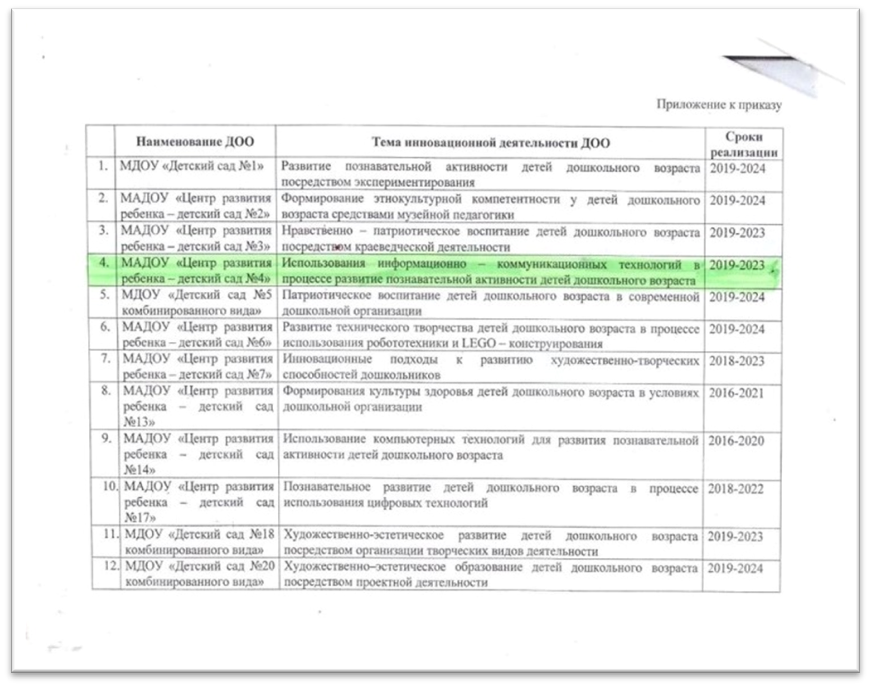 Приложение к приказу
Наименование ДОО
Тема инновационной деятельности ДОО
Сроки
реализации
1.
МДОУ «Детский сад №1»
Развитие познавательной активности детей дошкольного возраста
посредством экспериментирования
2019-2024
2.
МАДОУ «Центр развития
ребенка – детский сад №2»
Формирование этнокультурной компетентности у детей дошкольного
возраста средствами музейной педагогики
2019-2024
3.
МАДОУ «Центр развития
ребенка – детский сад №3»
Нравственно – патриотическое воспитание детей дошкольного возраста
посредством краеведческой деятельности
2019-2023
4.
МАДОУ «Центр развития
ребенка – детский сад №4»
Использования информационно – коммуникационных технологий в
процессе развитие познавательной активности детей дошкольного возраста
2019-2023
5.
МДОУ «Детский сад №5
комбинированного вида»
Патриотическое воспитание детей дошкольного возраста в современной
дошкольной организации
2019-2024
6.
МАДОУ «Центр развития
ребенка – детский сад №6»
Развитие технического творчества детей дошкольного возраста в процессе
использования робототехники и LEGO – конструирования
2019-2024
7.
МАДОУ «Центр развития
ребенка – детский сад №7»
Инновационные подходы к развитию художественно-творческих
способностей дошкольников
2018-2023
8.
МАДОУ «Центр развития
ребенка – детский сад
№13»
Формирования культуры здоровья детей дошкольного возраста в условиях
дошкольной организации
2016-2021
9.
МАДОУ «Центр развития
ребенка – детский сад
№14»
Использование компьютерных технологий для развития познавательной
активности детей дошкольного возраста
2016-2020
10.
МАДОУ «Центр развития
ребенка – детский сад
№17»
Познавательное развитие детей дошкольного возраста в процессе
использования цифровых технологий
2018-2022
11.
МДОУ «Детский сад №18
комбинированного вида»
Художественно-эстетическое развитие детей дошкольного возраста
посредством организации творческих видов деятельности
2019-2023
12.
МДОУ «Детский сад №20
комбинированного вида»
Художественно–эстетическое образование детей дошкольного возраста
посредством проектной деятельности
2019-2024